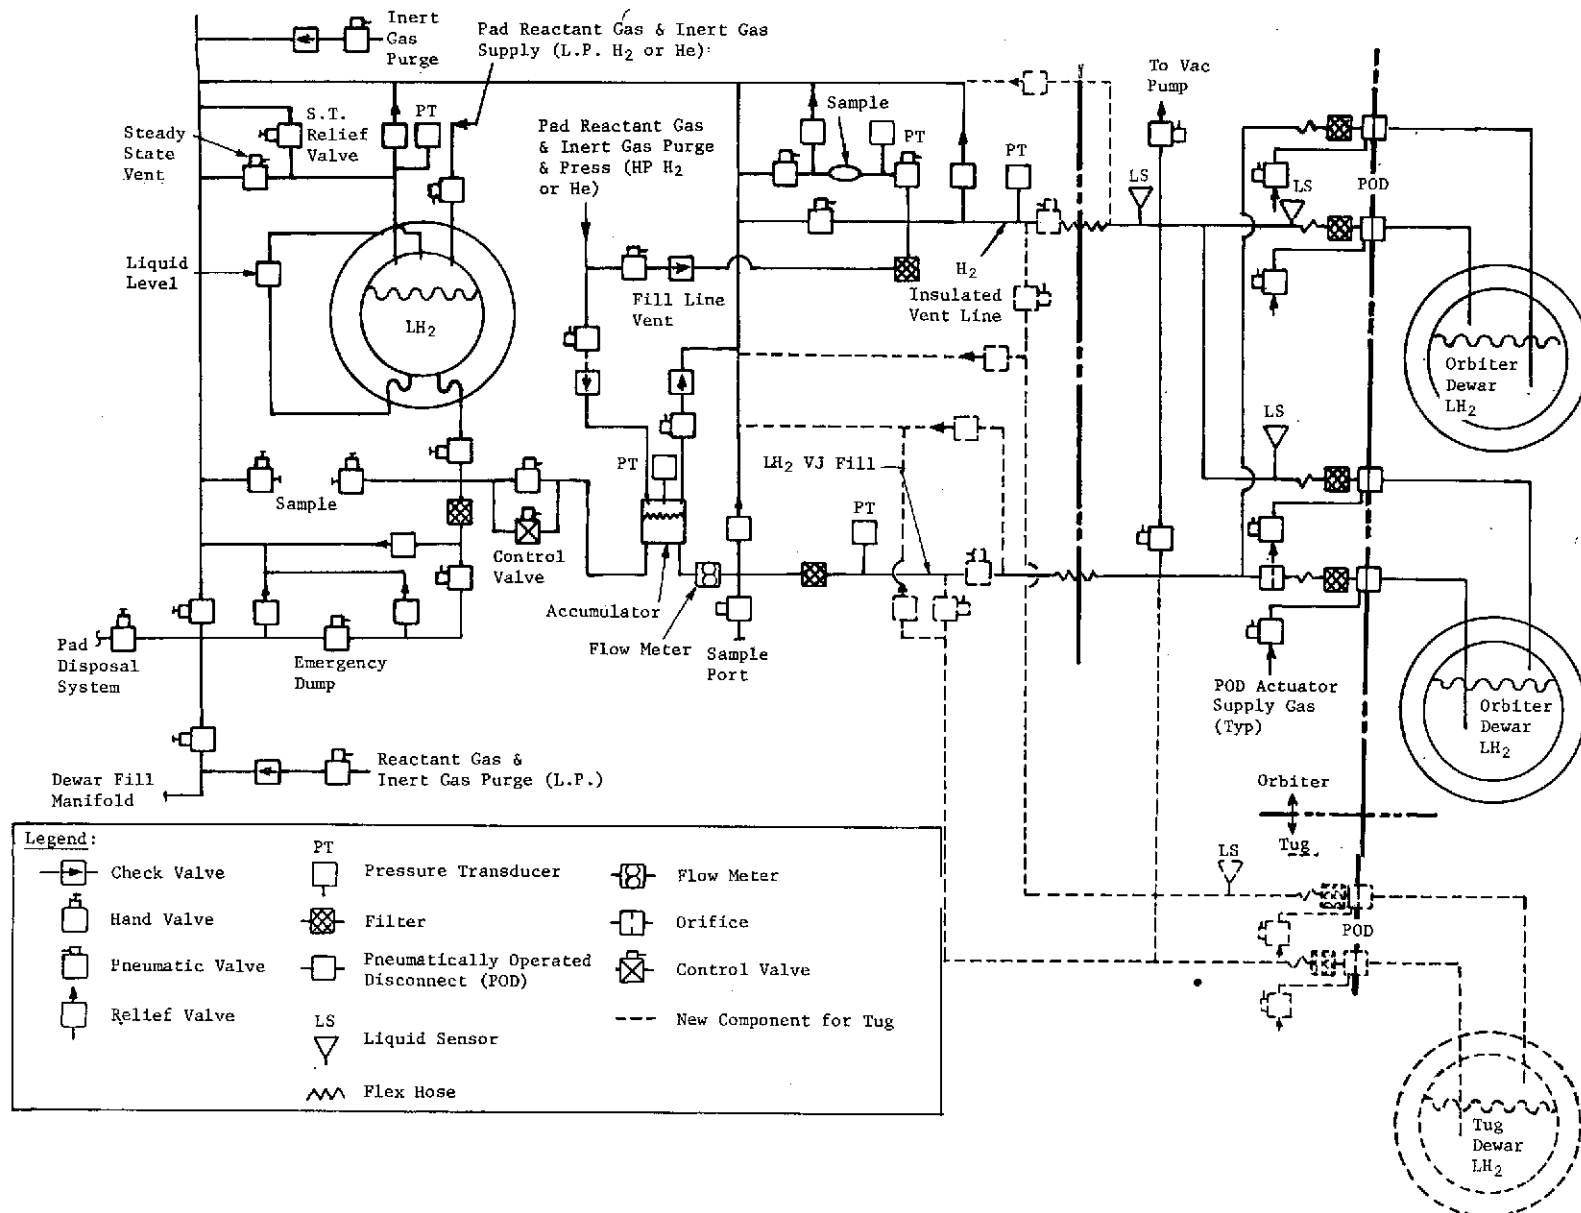 Inert
Gas
Purge
Pad Reactant Gas & Inert Gas
Supply (L.P. H2 or He)
Steady
State
Vent
S.T.
Relief
Valve
PT
Pad Reactant Gas
& Inert Gas Purge
& Press (HP H2
or He)
Sample
PT
PT
To Vac
Pump
LS
LS
POD
Liquid
Level
LH2
Fill Line
Vent
H2
Insulated
Vent Line
Orbiter
Dewar
LH2
LS
PT
LH2 VJ Fill
PT
Sample
Control
Valve
Accumulator
Flow Meter
Sample
Port
Pad
Disposal
System
Emergency
Dump
POD Actuator
Supply Gas
(Typ)
Orbiter
Dewar
LH2
Reactant Gas &
Inert Gas Purge (L.P.)
Dewar Fill
Manifold
Orbiter
Tug
LS
POD
Tug
Dewar
LH2
Legend:
Check Valve
Hand Valve
Pneumatic Valve
Relief Valve
PT
Pressure Transducer
Filter
Pneumatically Operated
Disconnect (POD)
LS
Liquid Sensor
Flex Hose
Flow Meter
Orifice
Control Valve
New Component for Tug